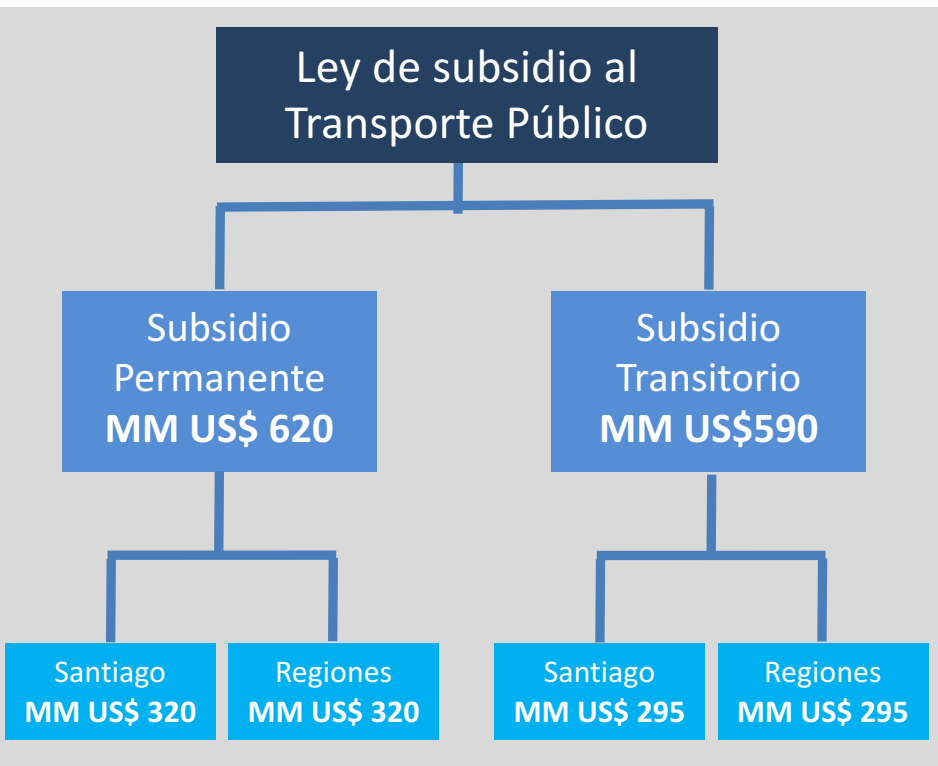 Ley de subsidio al
Transporte Público
Subsidio
Permanente
MM US$ 620
Subsidio
Transitorio
MM US$590
Santiago
MM US$ 320
Regiones
MM US$ 320
Santiago
MM US$ 295
Regiones
MM US$ 295